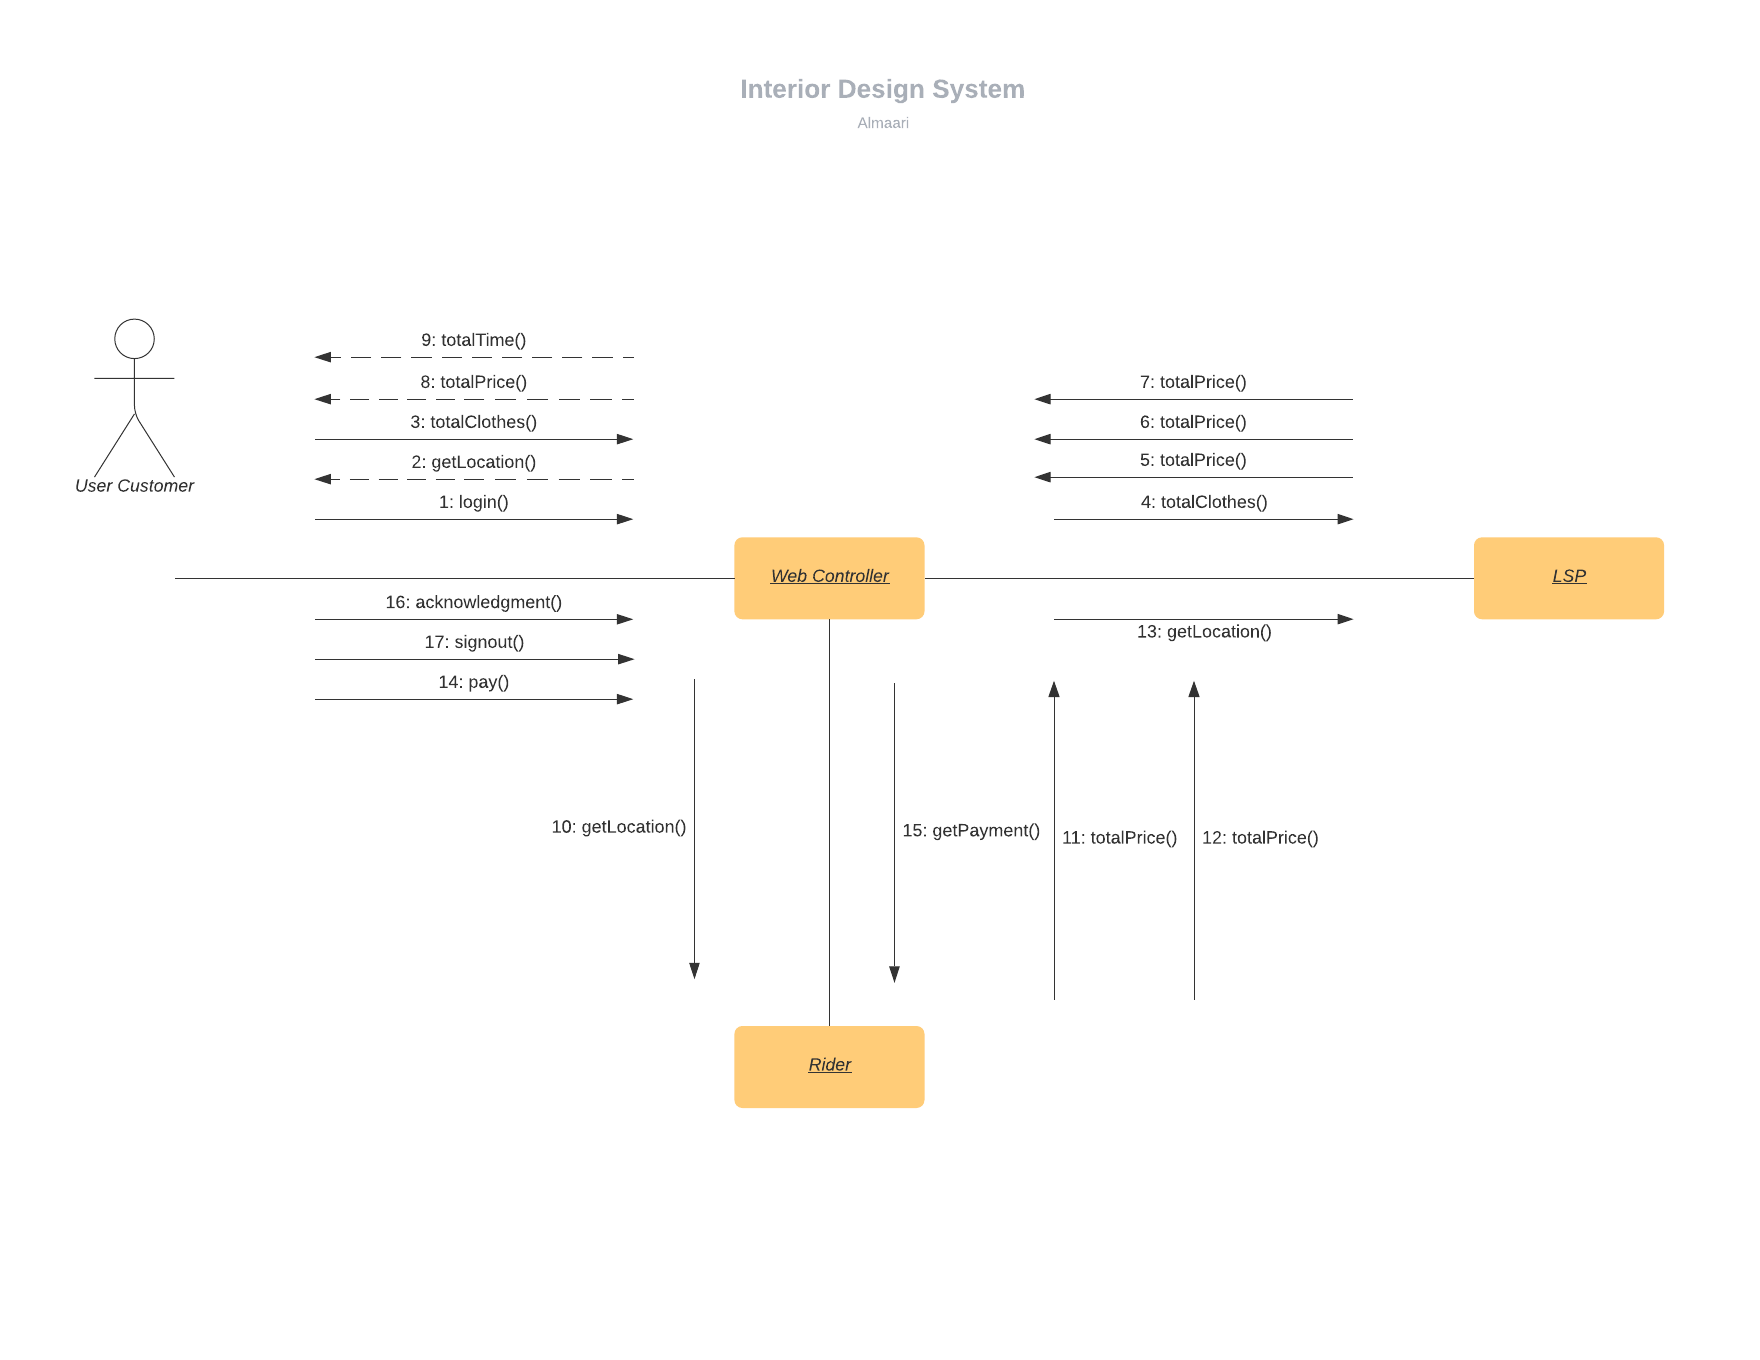 Interior Design System
Almaari
9: totalTime()
8: totalPrice()
7: totalPrice()
3: totalClothes()
6: totalPrice()
2: getLocation()
5: totalPrice()
User Customer
1: login()
4: totalClothes()
Web Controller
LSP
16: acknowledgment()
13: getLocation()
17: signout()
14: pay()
10: getLocation()
15: getPayment()
11: totalPrice()
12: totalPrice()
Rider